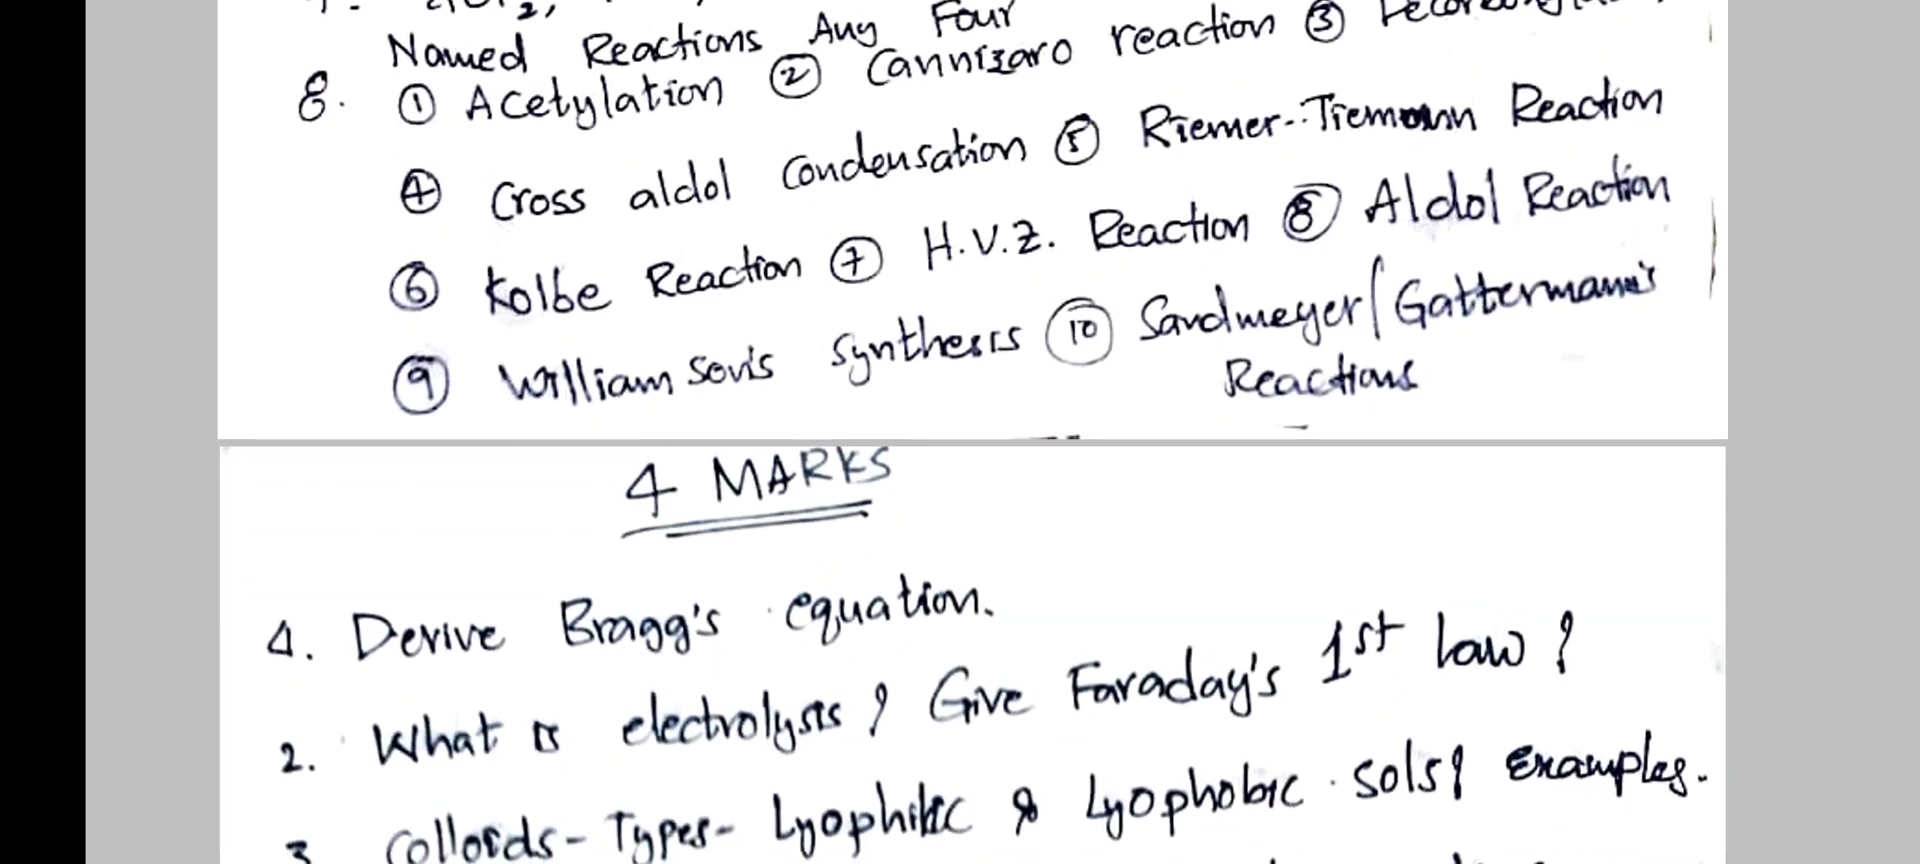 Named Reactions Any Four
8. ① Acetylation ② Cannizaro reaction ③
④ Cross aldol Condensation ⑤ Riemer-Tiemann Reaction
⑥ Kolbe Reaction ⑦ H.V.Z. Reaction ⑧ Aldol Reaction
⑨ Williamson's Synthesis ⑩ Sandmeyer/Gattermann's
Reactions
4 MARKS
1. Derive Bragg's equation.
2. What is electrolysis? Give Faraday's 1st law?
3 Colloids- Types- Lyophilic & Lyophobic sols? Examples.